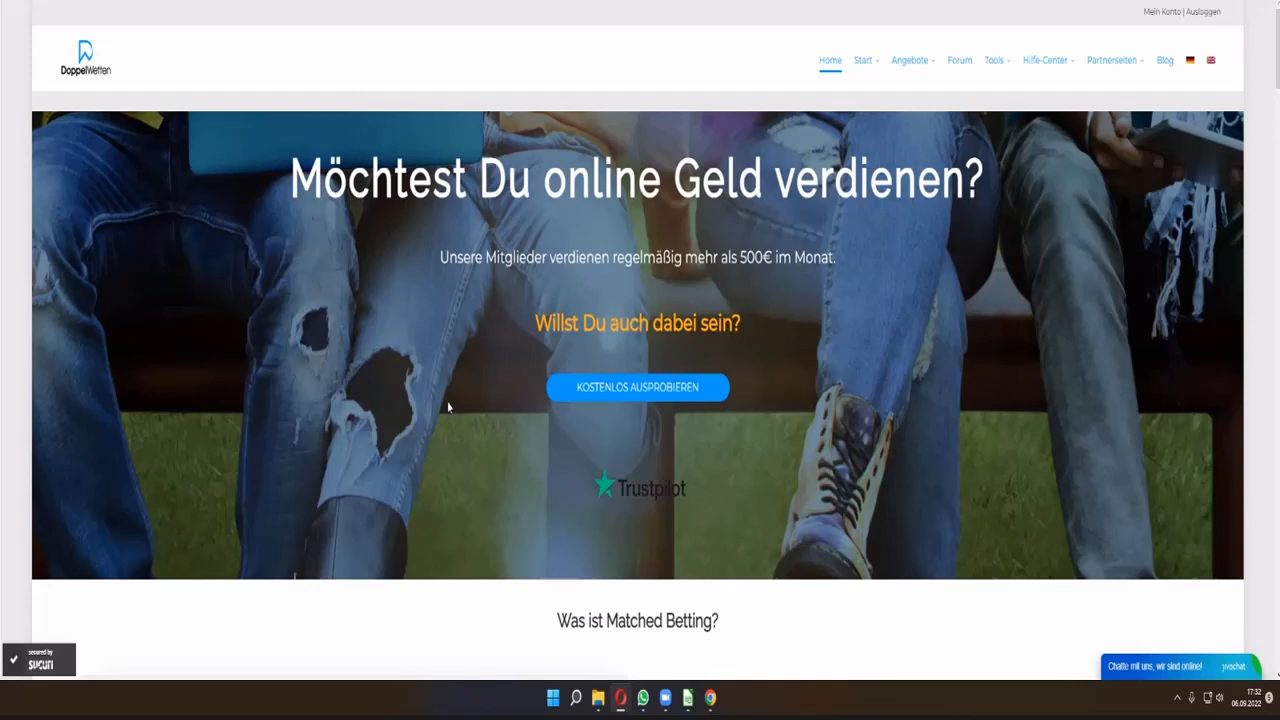 Mein Konto | Ausloggen
DoppelWetten
Home Start Angebote Forum Tools Hilfe-Center Partnerseiten Blog
Möchtest Du online Geld verdienen?
Unsere Mitglieder verdienen regelmäßig mehr als 500€ im Monat.
Willst Du auch dabei sein?
KOSTENLOS AUSPROBIEREN
Trustpilot
Was ist Matched Betting?
secured by
sucuri
Chatte mit uns, wir sind online! jivochat
17:32
06.09.2022